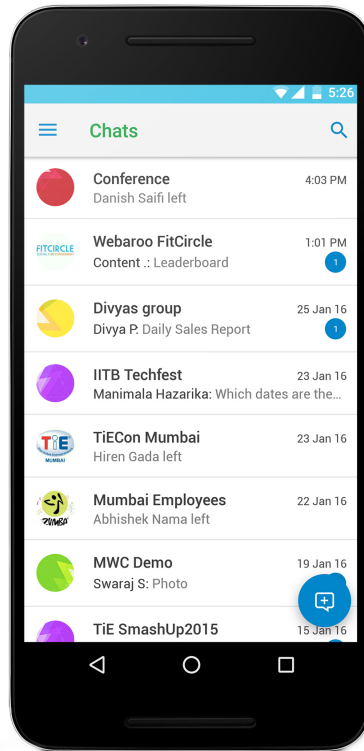 5:26
Chats
Conference 4:03 PM
Danish Saifi left
FITCIRCLE
Webaroo FitCircle 1:01 PM
Content .: Leaderboard 1
Divyas group 25 Jan 16
Divya P: Daily Sales Report 1
IITB Techfest 23 Jan 16
Manimala Hazarika: Which dates are the…
TiE
MUMBAI
TiECon Mumbai 23 Jan 16
Hiren Gada left
ZUMBA
Mumbai Employees 22 Jan 16
Abhishek Nama left
MWC Demo 19 Jan 16
Swaraj S: Photo
TiE SmashUp2015 15 Jan 16